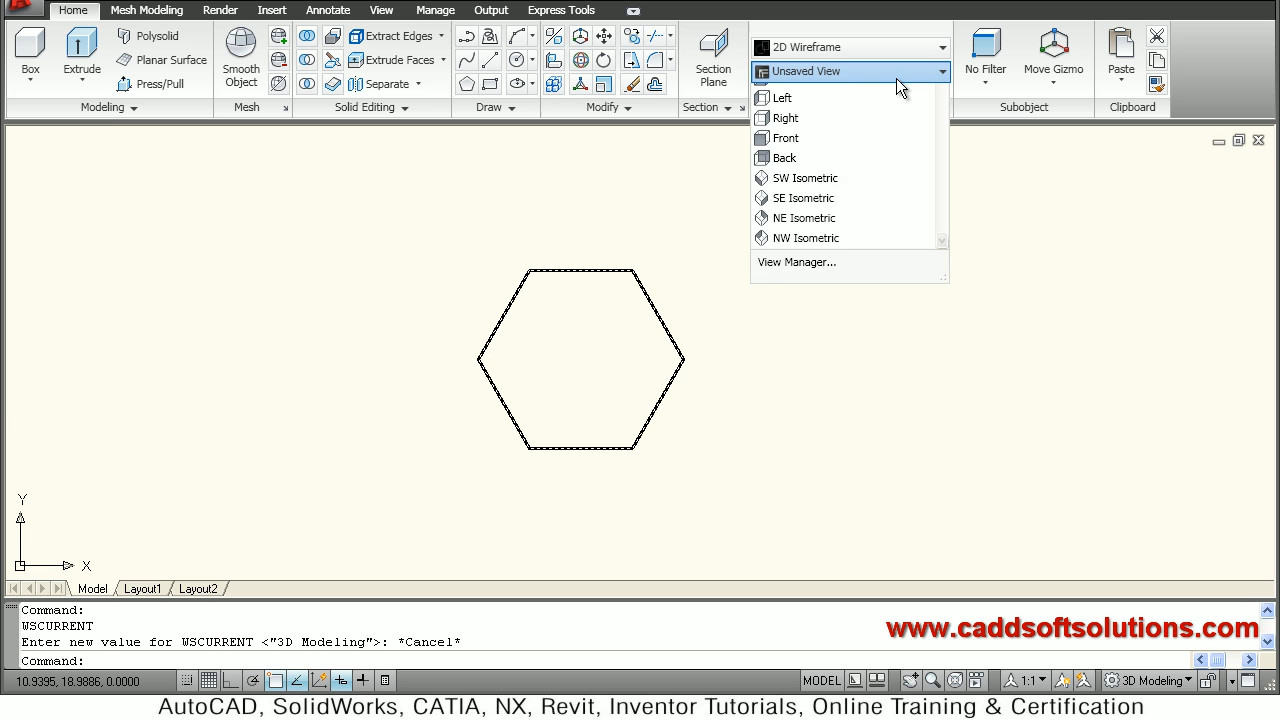 Home Mesh Modeling Render Insert Annotate View Manage Output Express Tools
Box
Extrude
Polysolid
Planar Surface
Press/Pull
Modeling
Smooth Object
Mesh
Extract Edges
Extrude Faces
Separate
Solid Editing
Draw
Modify
Section Plane
Section
2D Wireframe
Unsaved View
Left
Right
Front
Back
SW Isometric
SE Isometric
NE Isometric
NW Isometric
View Manager...
No Filter
Move Gizmo
Subobject
Paste
Clipboard
Y
X
Model Layout1 Layout2
Command:
WSCURRENT
Enter new value for WSCURRENT <"3D Modeling">: *Cancel*
Command:
www.caddsoftsolutions.com
10.9395, 18.9886, 0.0000
MODEL
1:1
3D Modeling
AutoCAD, SolidWorks, CATIA, NX, Revit, Inventor Tutorials, Online Training & Certification